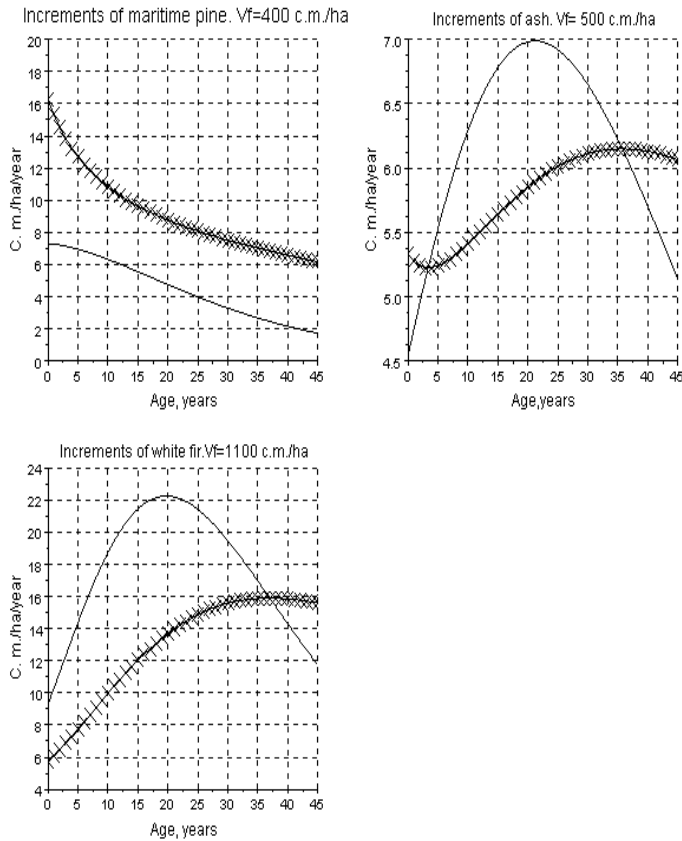 Increments of maritime pine. Vf=400 c.m./ha
20
18
16
14
12
10
8
6
4
2
0
C. m./ha/year
0 5 10 15 20 25 30 35 40 45
Age, years
Increments of ash. Vf= 500 c.m./ha
7.0
6.5
6.0
5.5
5.0
4.5
C. m./ha/year
0 5 10 15 20 25 30 35 40 45
Age,years
Increments of white fir.Vf=1100 c.m./ha
24
22
20
18
16
14
12
10
8
6
4
C. m./ha/year
0 5 10 15 20 25 30 35 40 45
Age, years